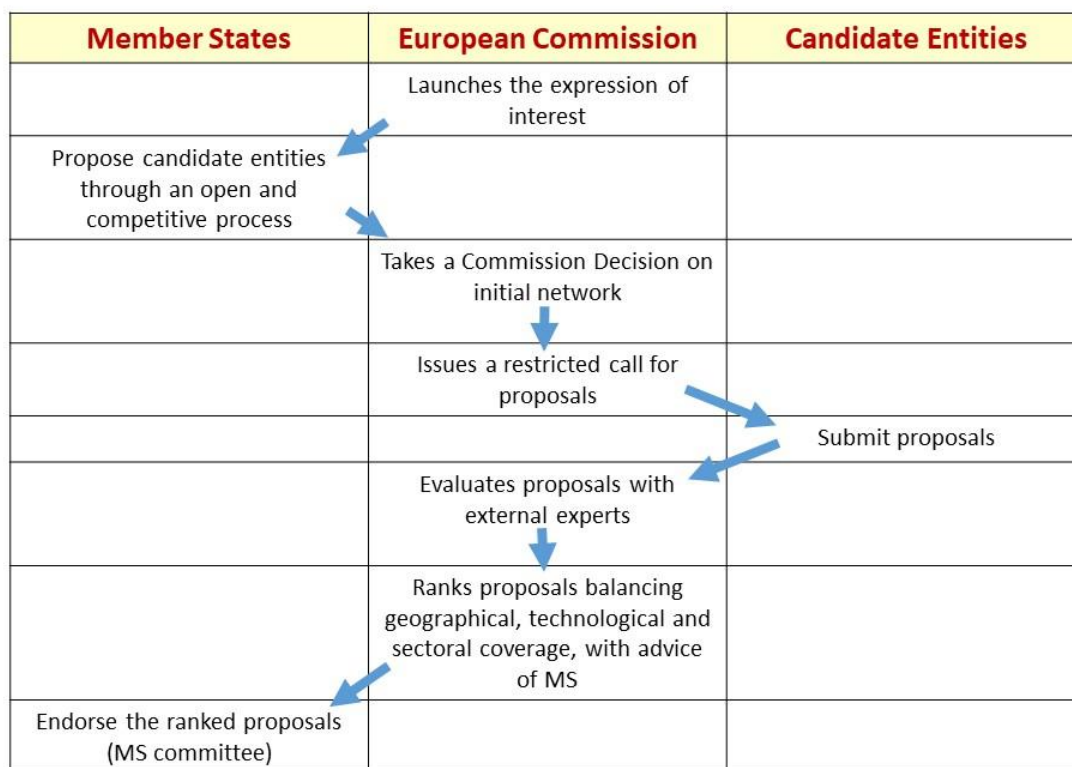 Member States
European Commission
Candidate Entities
Launches the expression of
interest
Propose candidate entities
through an open and
competitive process
Takes a Commission Decision on
initial network
Issues a restricted call for
proposals
Submit proposals
Evaluates proposals with
external experts
Ranks proposals balancing
geographical, technological and
sectoral coverage, with advice
of MS
Endorse the ranked proposals
(MS committee)